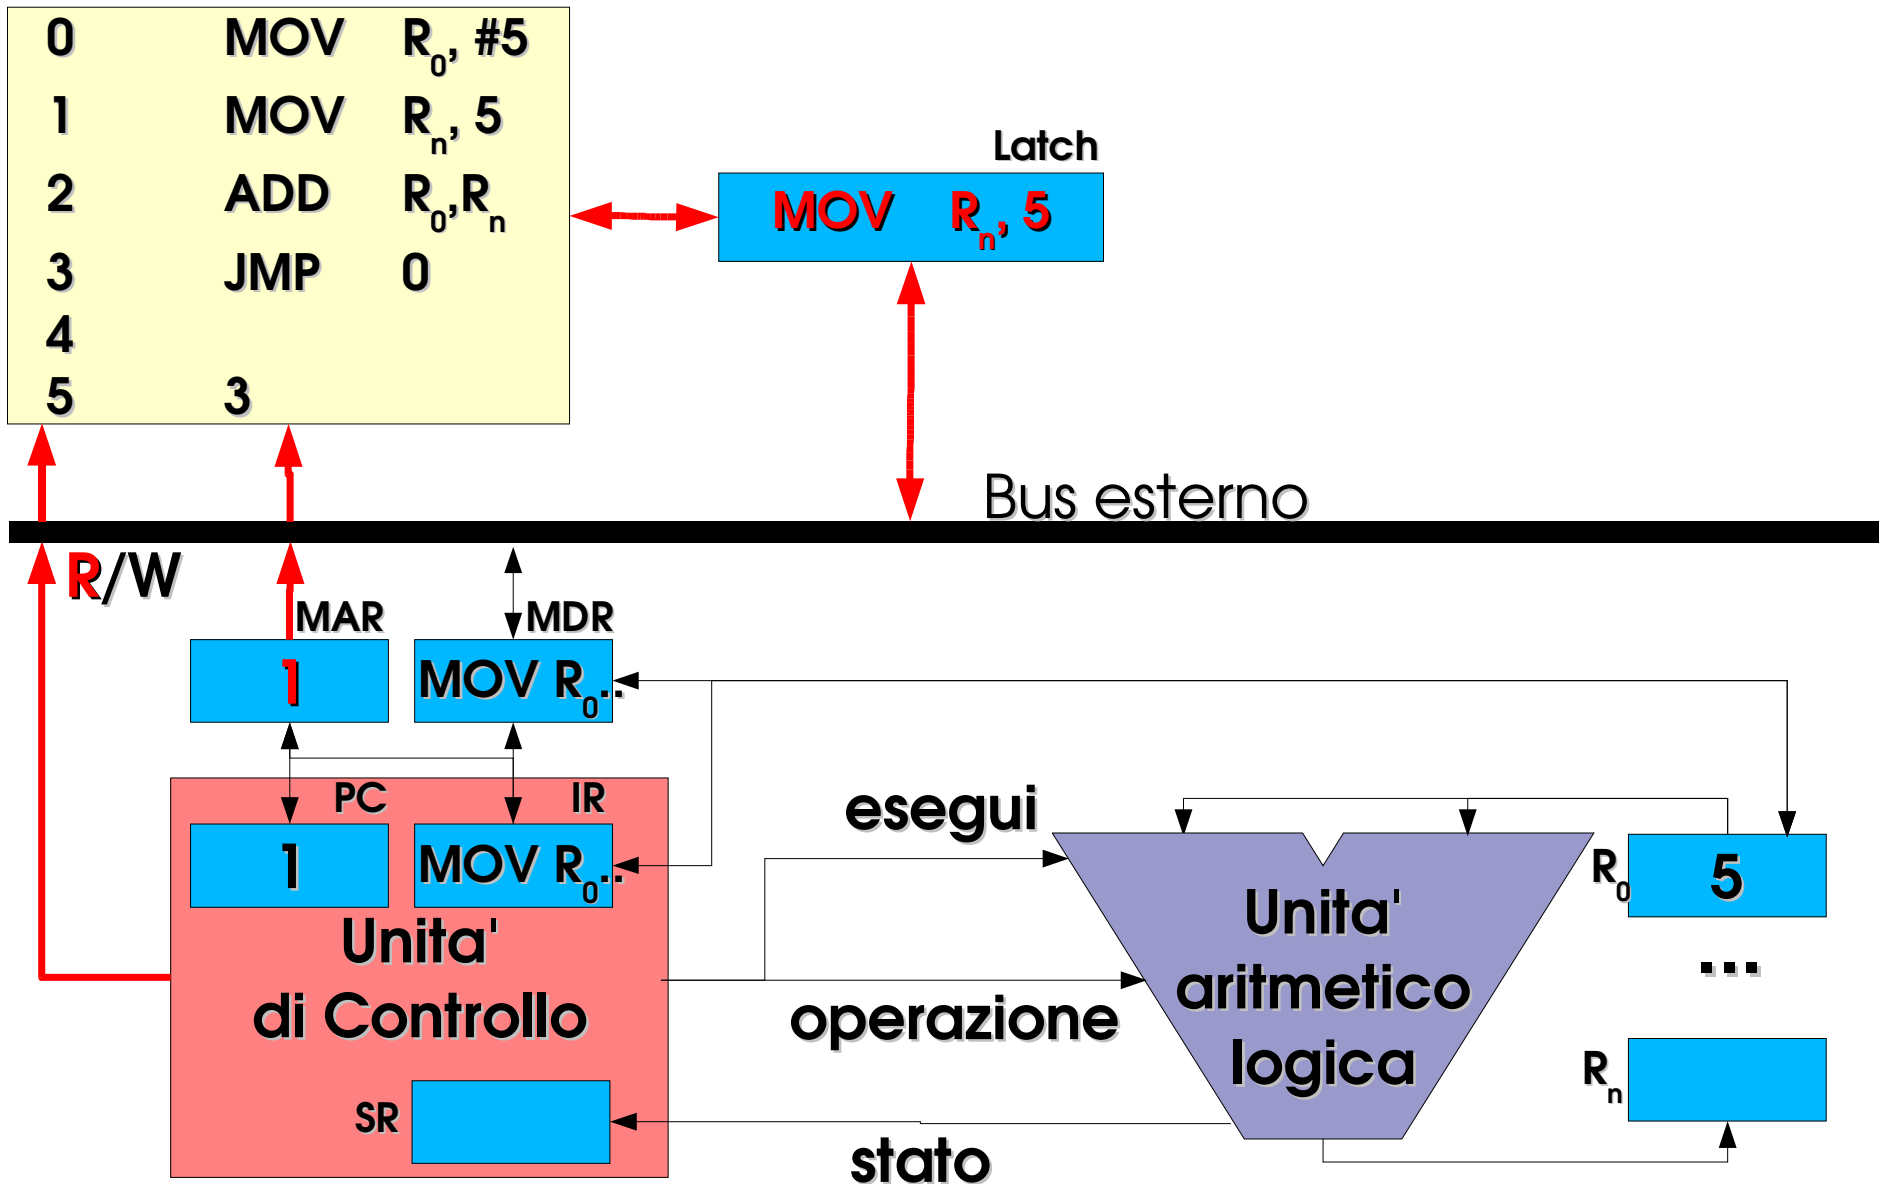 0 MOV R0, #5
1 MOV Rn, 5
2 ADD R0,Rn
3 JMP 0
4
5 3
Latch
MOV Rn, 5
Bus esterno
R/W
MAR
MDR
1
MOV R0..
PC
IR
1
MOV R0..
Unita'
di Controllo
SR
esegui
operazione
stato
Unita'
aritmetico
logica
R0
5
...
Rn